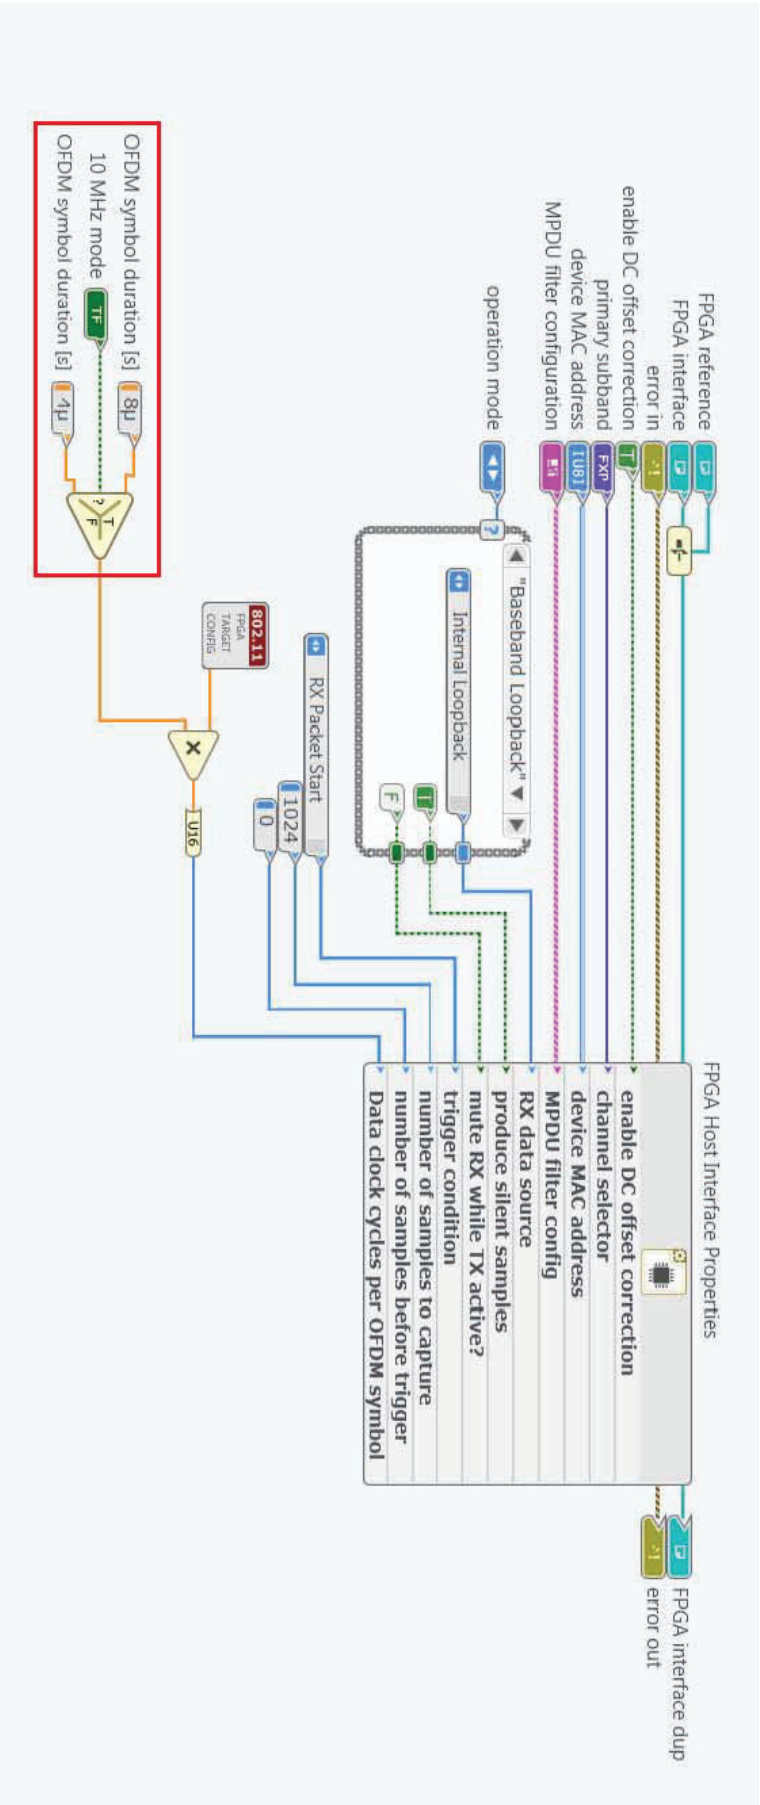 FPGA reference
FPGA interface
error in
enable DC offset correction
primary subband
device MAC address
MPDU filter configuration
operation mode
T
FXP
[U8]
?
"Baseband Loopback"
Internal Loopback
T
F
RX Packet Start
1024
0
802.11
FPGA
TARGET
CONFIG
×
U16
OFDM symbol duration [s]
8µ
10 MHz mode
TF
OFDM symbol duration [s]
4µ
T
?
F
FPGA Host Interface Properties
enable DC offset correction
channel selector
device MAC address
MPDU filter config
RX data source
produce silent samples
mute RX while TX active?
trigger condition
number of samples to capture
number of samples before trigger
Data clock cycles per OFDM symbol
FPGA interface dup
error out